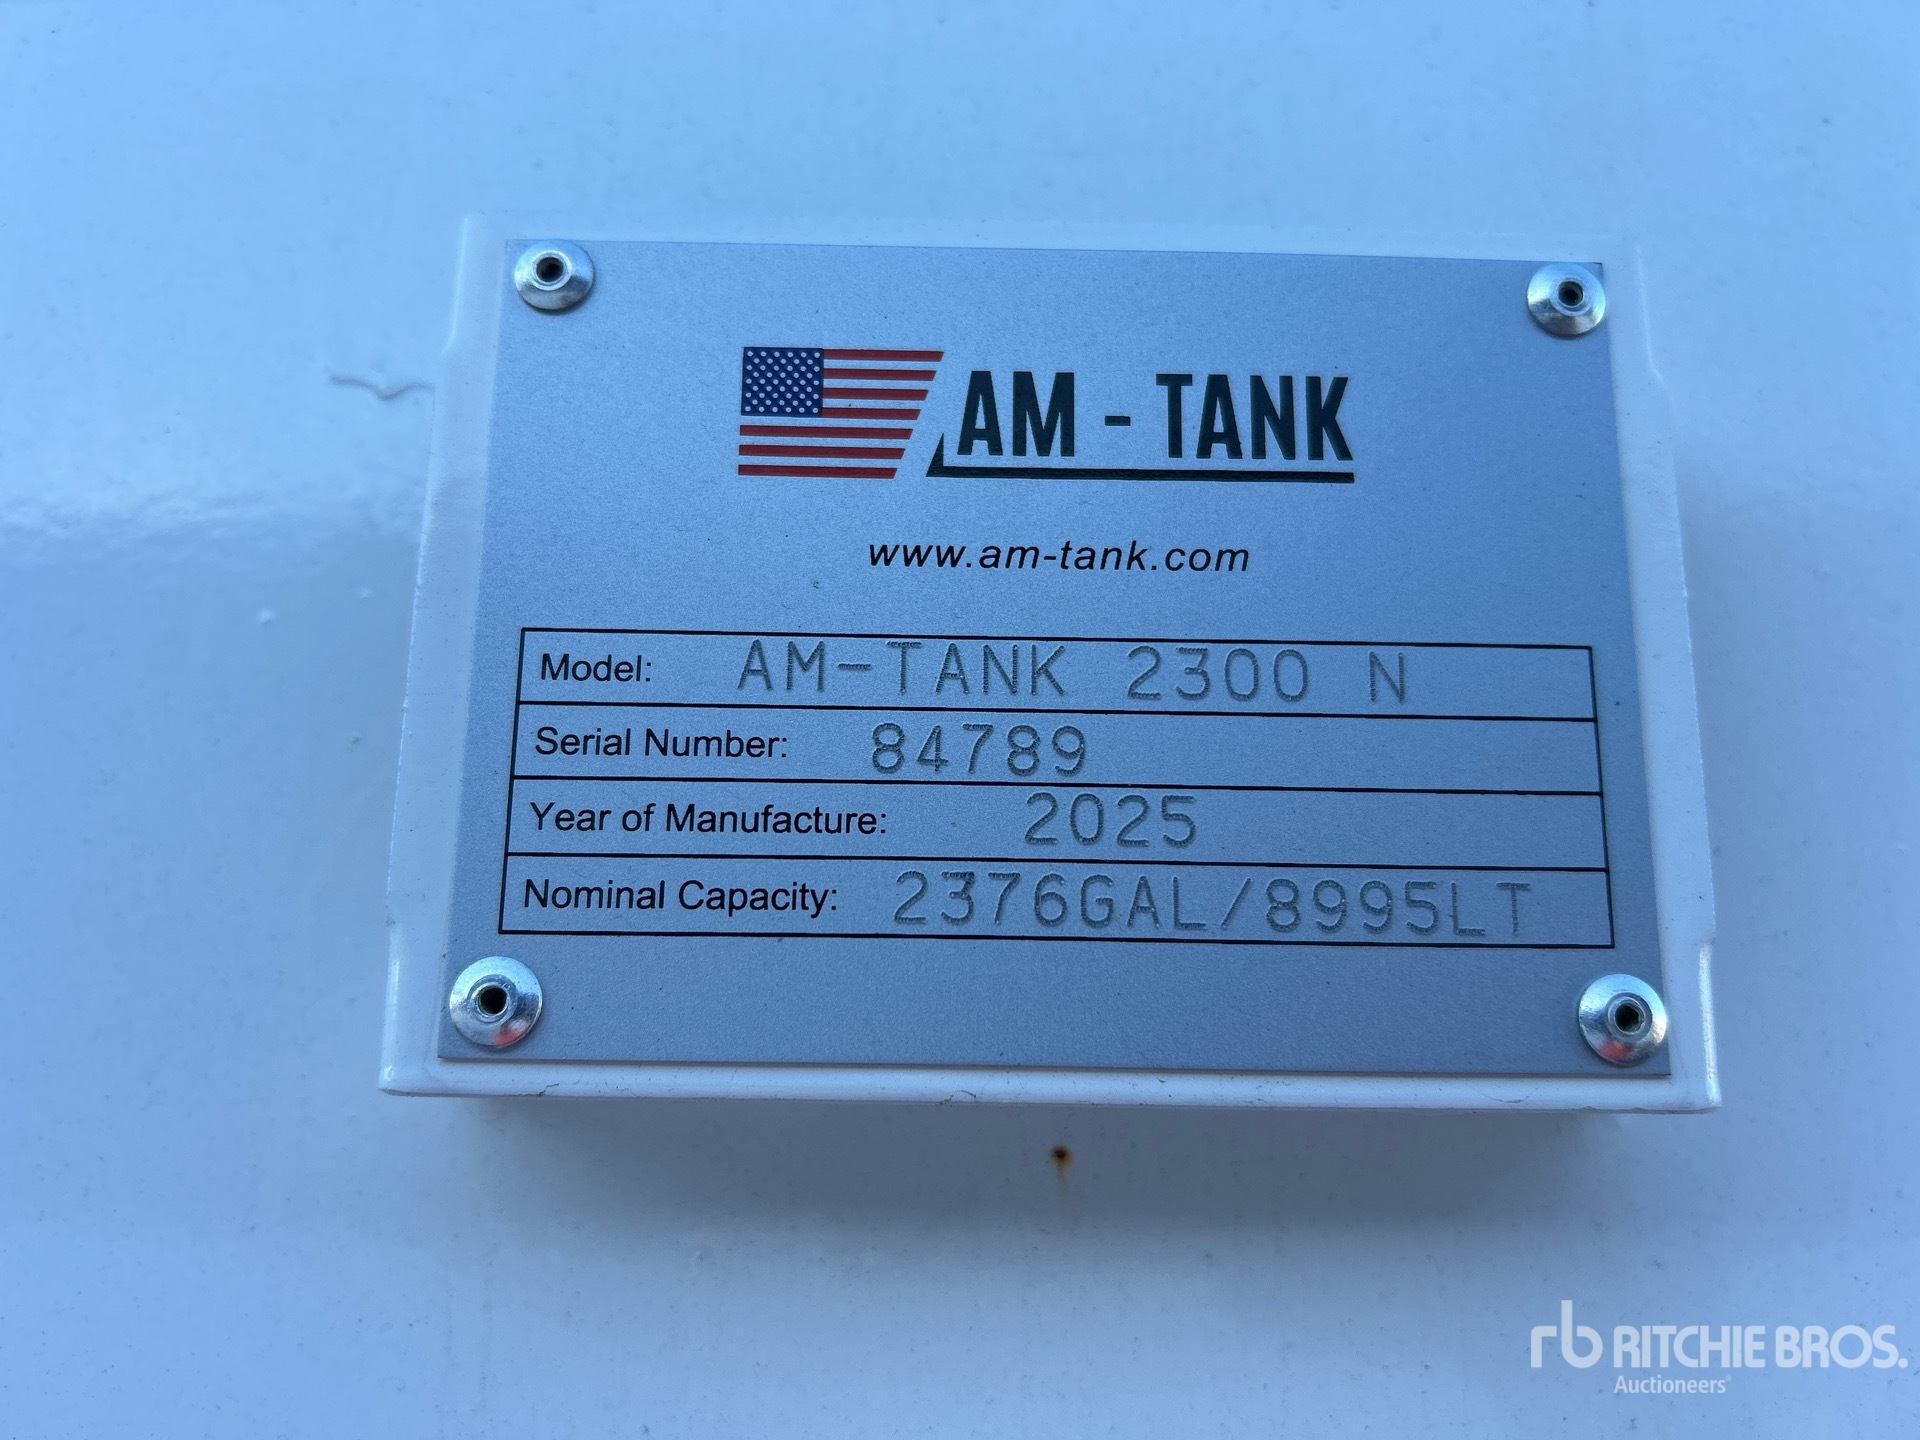 AM - TANK
www.am-tank.com
Model: AM-TANK 2300 N
Serial Number: 84789
Year of Manufacture: 2025
Nominal Capacity: 2376GAL/8995LT
rb RITCHIE BROS.
Auctioneers